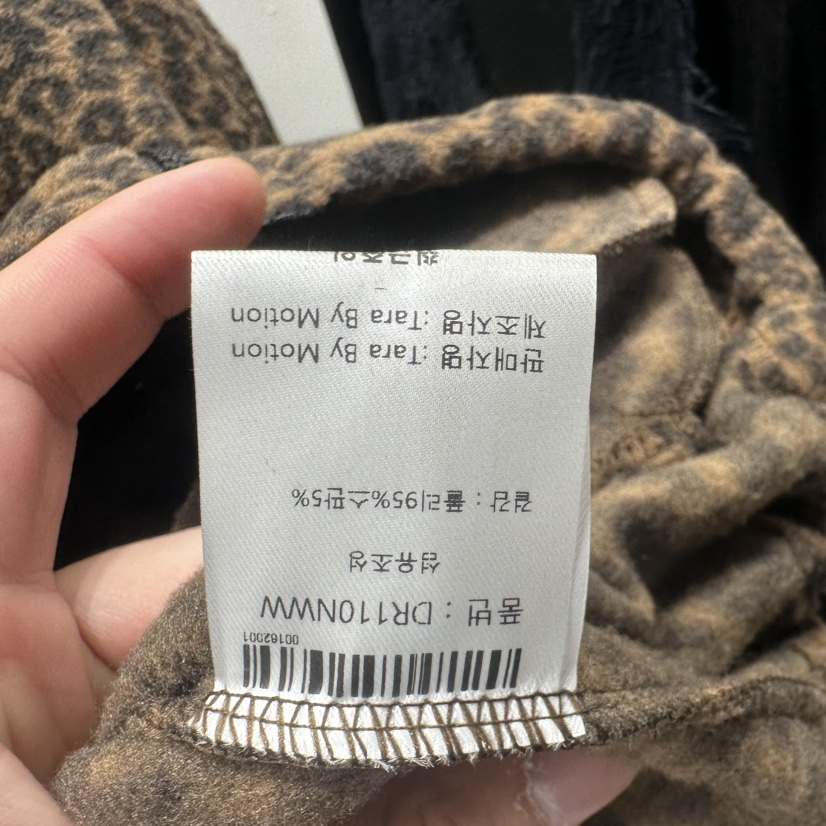 00162001
품번 : DR110NWW
섬유조성
겉감 : 폴리95%스판5%
판매자명 :Tara By Motion
제조자명 :Tara By Motion